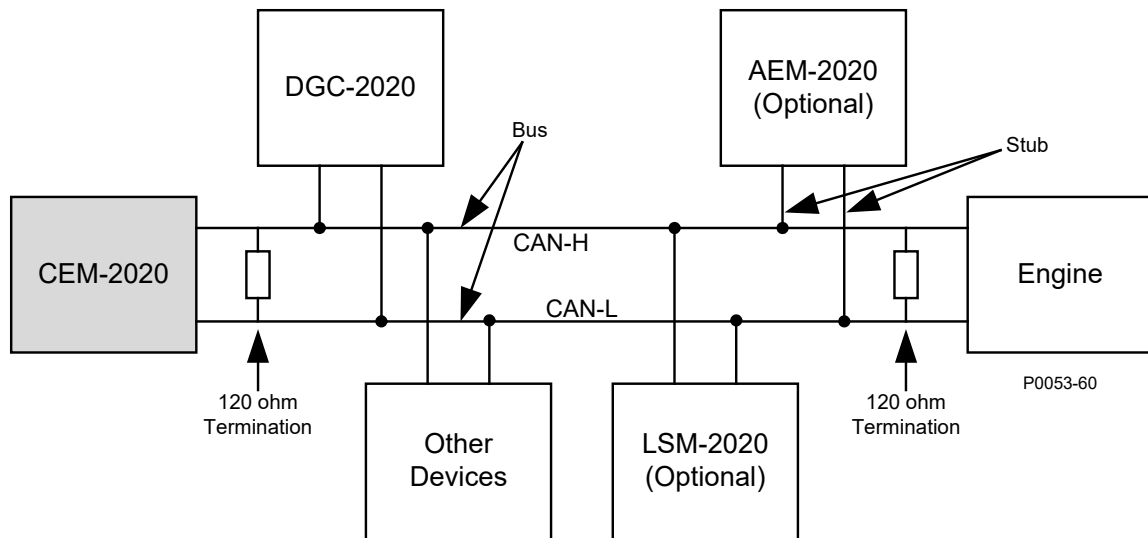 DGC-2020
AEM-2020
(Optional)
Bus
Stub
CEM-2020
CAN-H
CAN-L
Engine
120 ohm
Termination
Other
Devices
LSM-2020
(Optional)
120 ohm
Termination
P0053-60